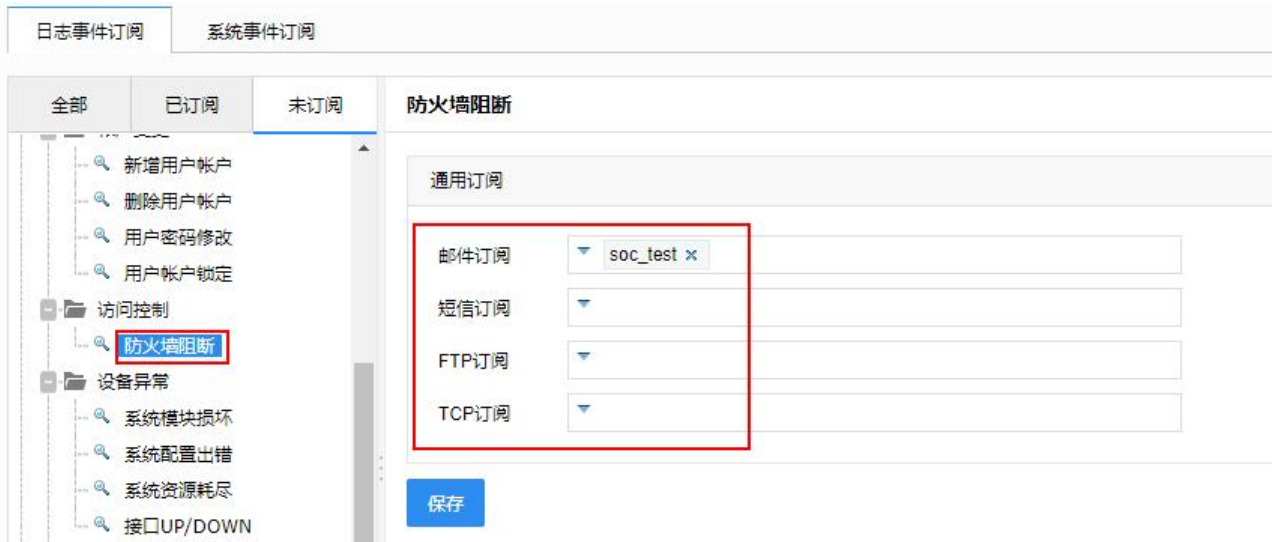 日志事件订阅 系统事件订阅
全部 已订阅 未订阅
新增用户帐户
删除用户帐户
用户密码修改
用户帐户锁定
访问控制
防火墙阻断
设备异常
系统模块损坏
系统配置出错
系统资源耗尽
接口UP/DOWN
防火墙阻断
通用订阅
邮件订阅 soc_test ×
短信订阅
FTP订阅
TCP订阅
保存